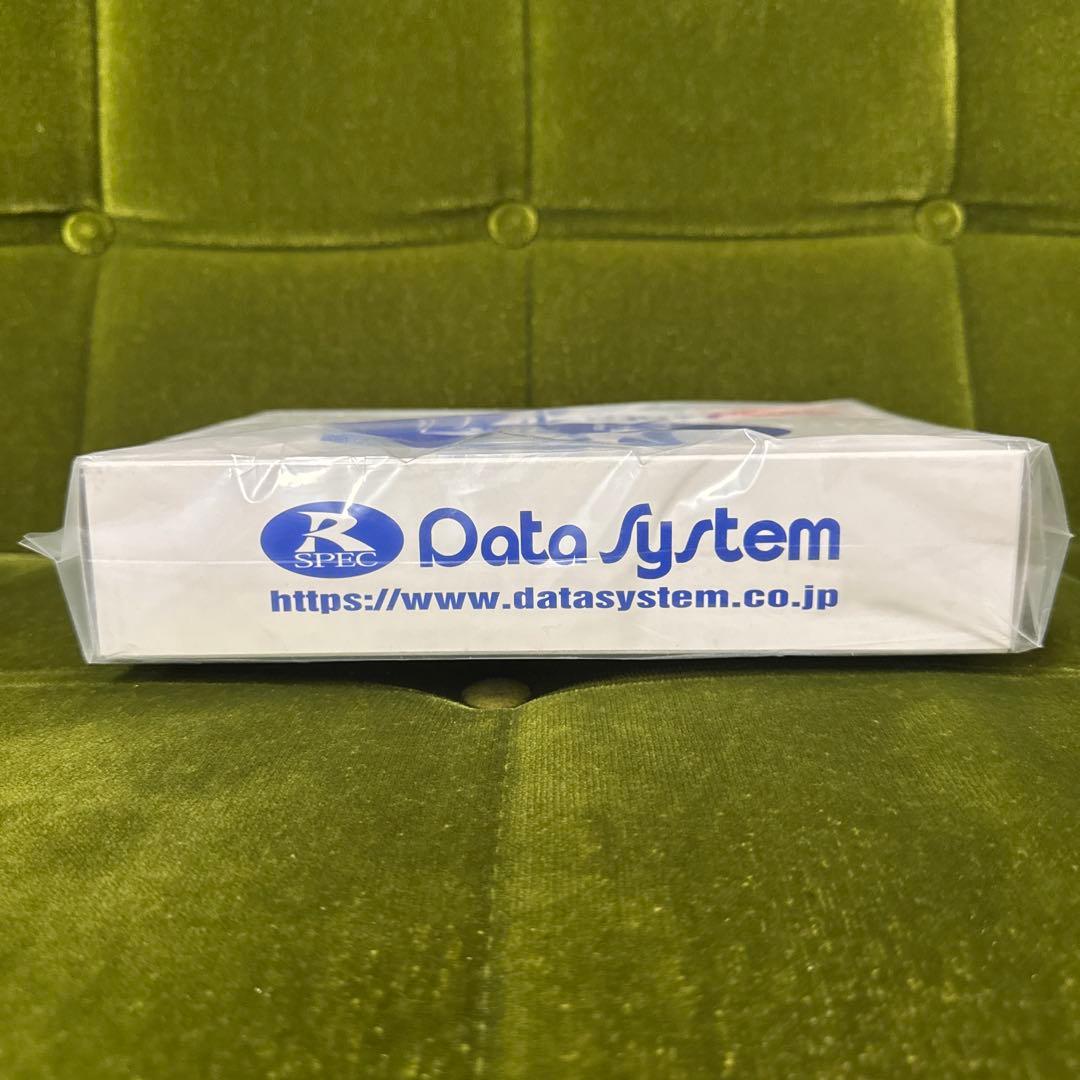 R SPEC Data System
https://www.datasystem.co.jp